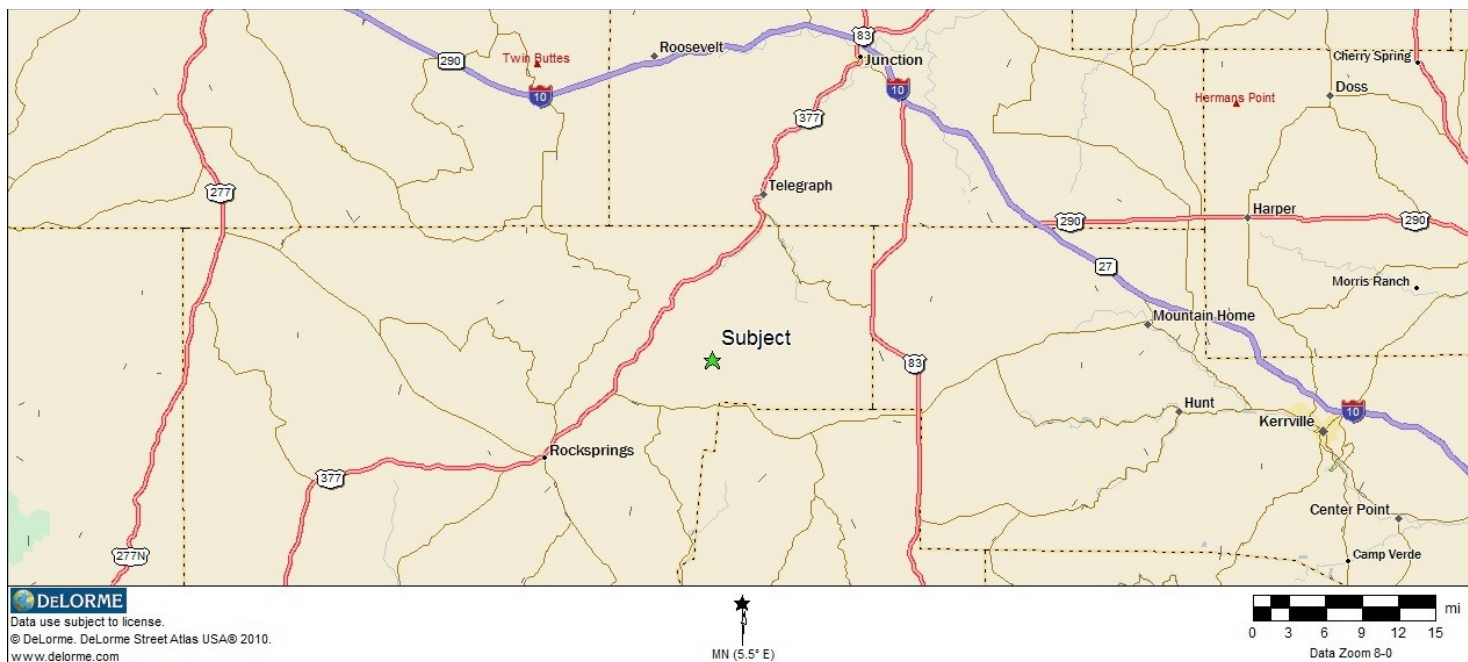 83
Roosevelt
290
Twin Buttes
Junction
Cherry Spring
10
10
Doss
Hermans Point
377
277
Telegraph
Harper
290
290
27
Morris Ranch
Mountain Home
Subject
83
Hunt
10
Kerrville
Rocksprings
377
Center Point
277N
Camp Verde
DELORME
Data use subject to license.
© DeLorme. DeLorme Street Atlas USA® 2010.
www.delorme.com
MN (5.5° E)
mi
0 3 6 9 12 15
Data Zoom 8-0